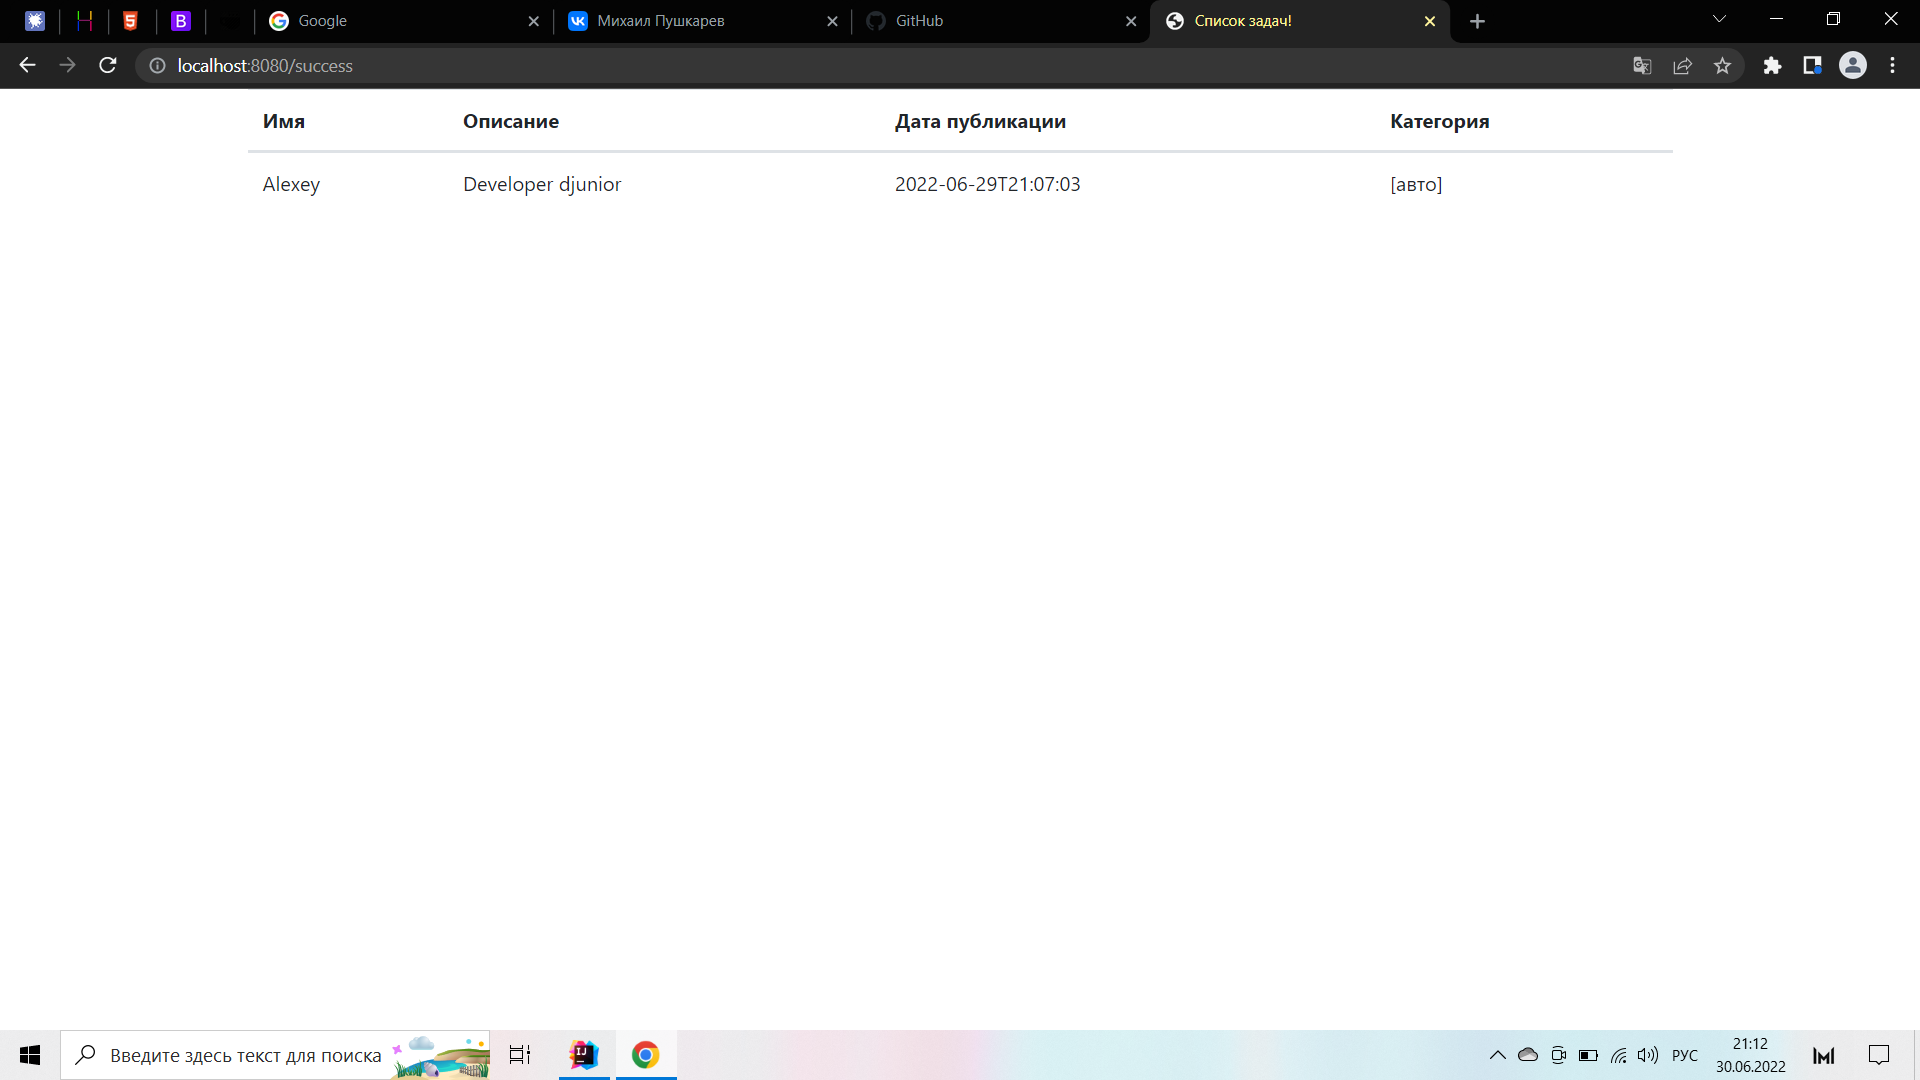 Google
Михаил Пушкарев
GitHub
Список задач!
localhost:8080/success
Имя Описание Дата публикации Категория
Alexey Developer djunior 2022-06-29T21:07:03 [авто]
Введите здесь текст для поиска
РУС
21:12
30.06.2022